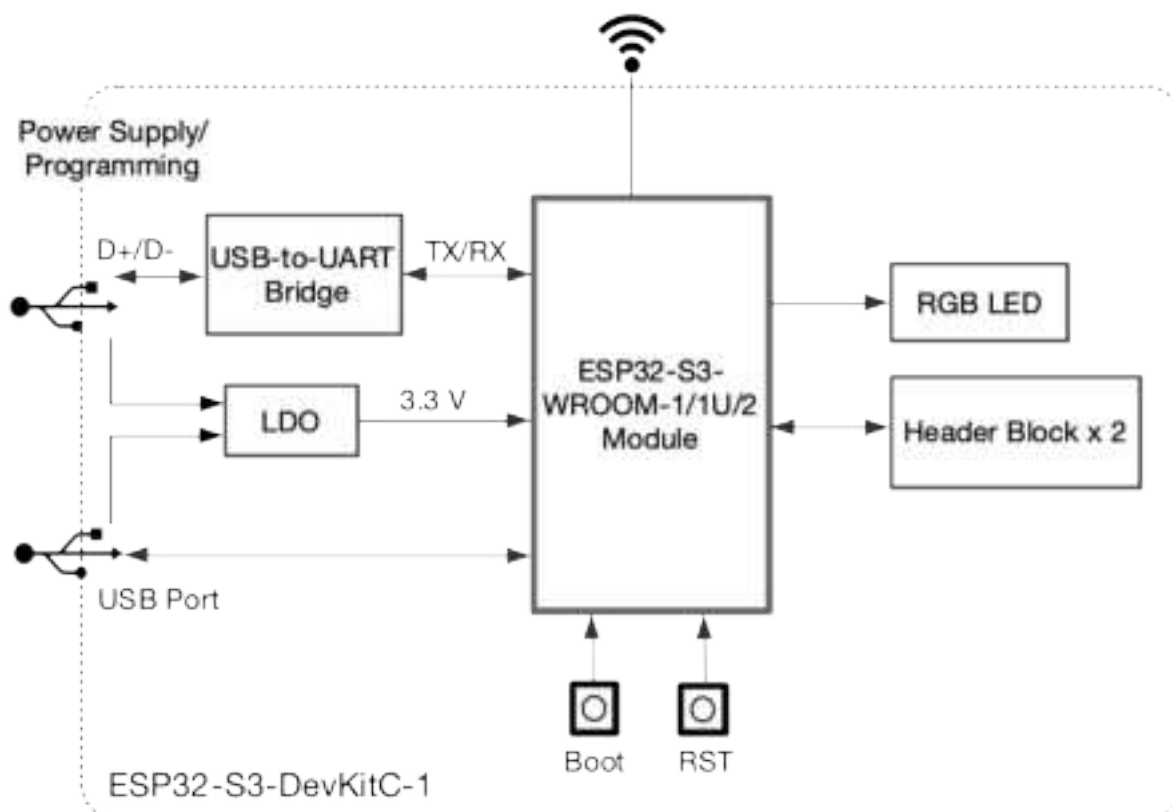 Power Supply/
Programming
D+/D-
USB-to-UART
Bridge
TX/RX
RGB LED
ESP32-S3-
WROOM-1/1U/2
Module
LDO
3.3 V
Header Block x 2
USB Port
Boot
RST
ESP32-S3-DevKitC-1